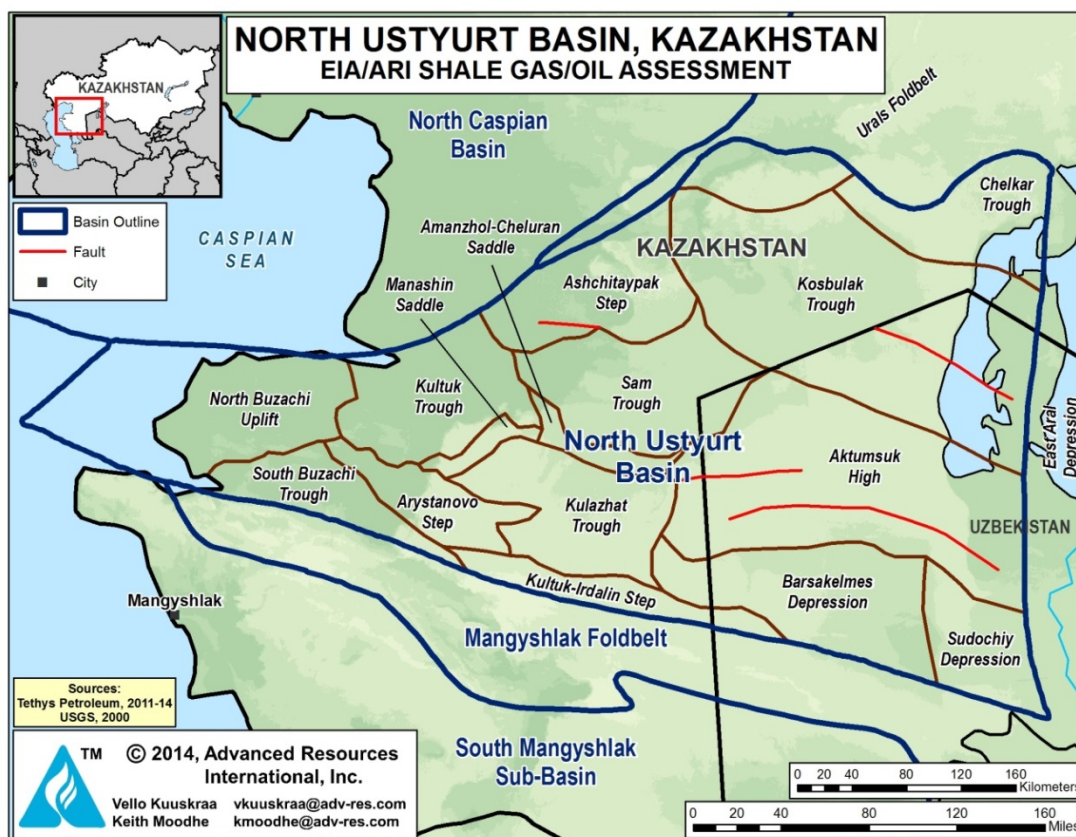 NORTH USTYURT BASIN, KAZAKHSTAN
EIA/ARI SHALE GAS/OIL ASSESSMENT
KAZAKHSTAN
Basin Outline
Fault
City
CASPIAN
SEA
North Caspian
Basin
Urals Foldbelt
Chelkar
Trough
Amanzhol-Cheluran
Saddle
KAZAKHSTAN
Manashin
Saddle
Ashchitaypak
Step
Kosbulak
Trough
North Buzachi
Uplift
Kultuk
Trough
Sam
Trough
North Ustyurt
Basin
Aktumsuk
High
East Aral
Depression
South Buzachi
Trough
Arystanovo
Step
Kulazhat
Trough
UZBEKISTAN
Kultuk-Irdalin Step
Barsakelmes
Depression
Mangyshlak
Mangyshlak Foldbelt
Sudochiy
Depression
Sources:
Tethys Petroleum, 2011-14
USGS, 2000
South Mangyshlak
Sub-Basin
TM
© 2014, Advanced Resources
International, Inc.
Vello Kuuskraa vkuuskraa@adv-res.com
Keith Moodhe kmoodhe@adv-res.com
0 20 40 80 120 160
Kilometers
0 20 40 80 120 160
Miles